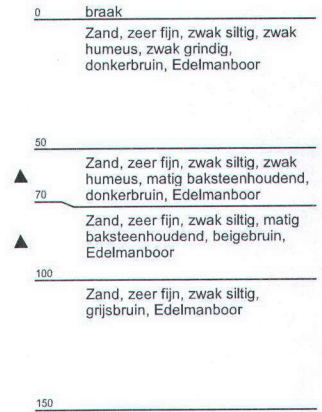 0 braak
Zand, zeer fijn, zwak siltig, zwak
humeus, zwak grindig,
donkerbruin, Edelmanboor
50
Zand, zeer fijn, zwak siltig, zwak
humeus, matig baksteenhoudend,
donkerbruin, Edelmanboor
70
Zand, zeer fijn, zwak siltig, matig
baksteenhoudend, beigebruin,
Edelmanboor
100
Zand, zeer fijn, zwak siltig,
grijsbruin, Edelmanboor
150